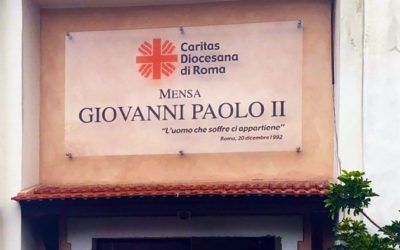 Caritas
Diocesana
di Roma
MENSA
GIOVANNI PAOLO II
"L'uomo che soffre ci appartiene"
Roma, 20 dicembre 1992